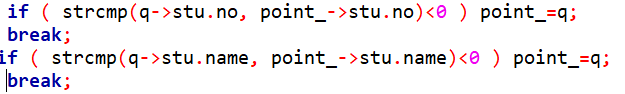 if ( strcmp(q->stu.no, point_->stu.no)<0 ) point_=q;
break;
if ( strcmp(q->stu.name, point_->stu.name)<0 ) point_=q;
break;